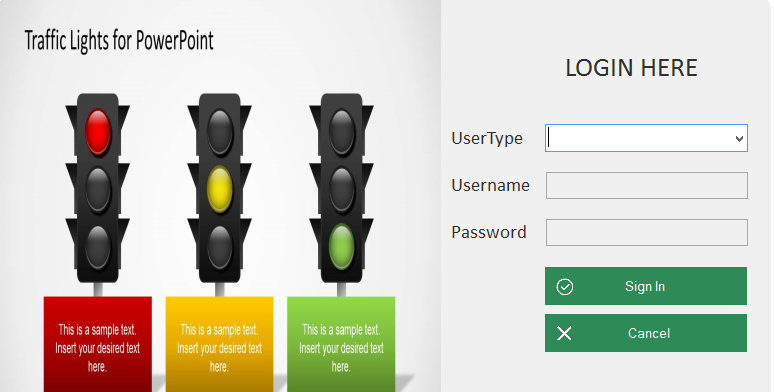 Traffic Lights for PowerPoint
This is a sample text.
Insert your desired text
here.
This is a sample text.
Insert your desired text
here.
This is a sample text.
Insert your desired text
here.
LOGIN HERE
UserType
Username
Password
Sign In
Cancel